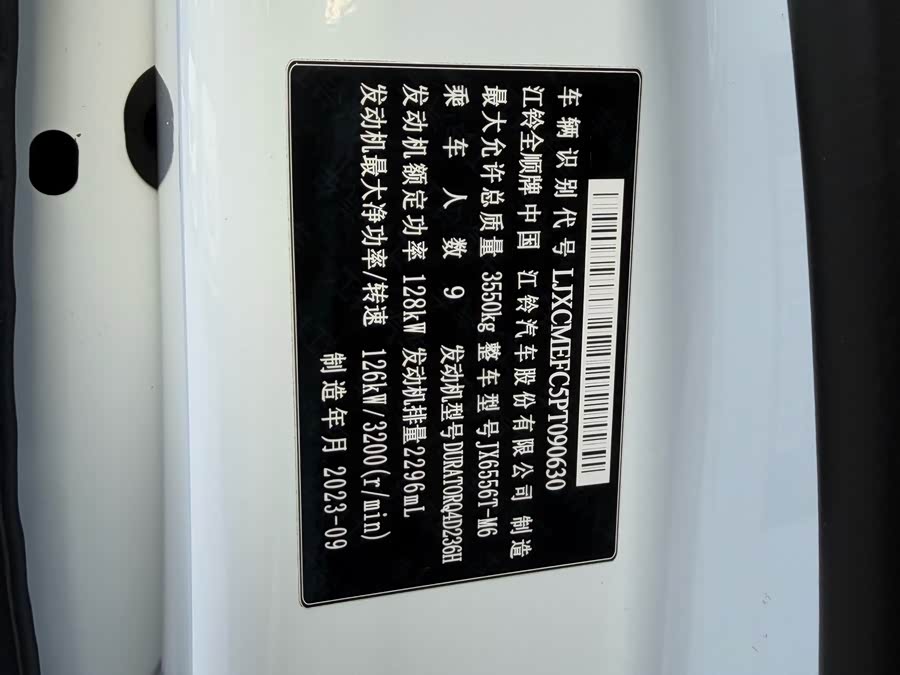 车辆识别代号 LJXCMEFC5PT090630
江铃全顺牌 中国 江铃汽车股份有限公司 制造
最大允许总质量 3550kg 整车型号 JX6556T-M6
乘车人数 9 发动机型号 DURATORQ4D236H
发动机额定功率 128kW 发动机排量 2296mL
发动机最大净功率/转速 126kW/3200(r/min)
制造年月 2023-09